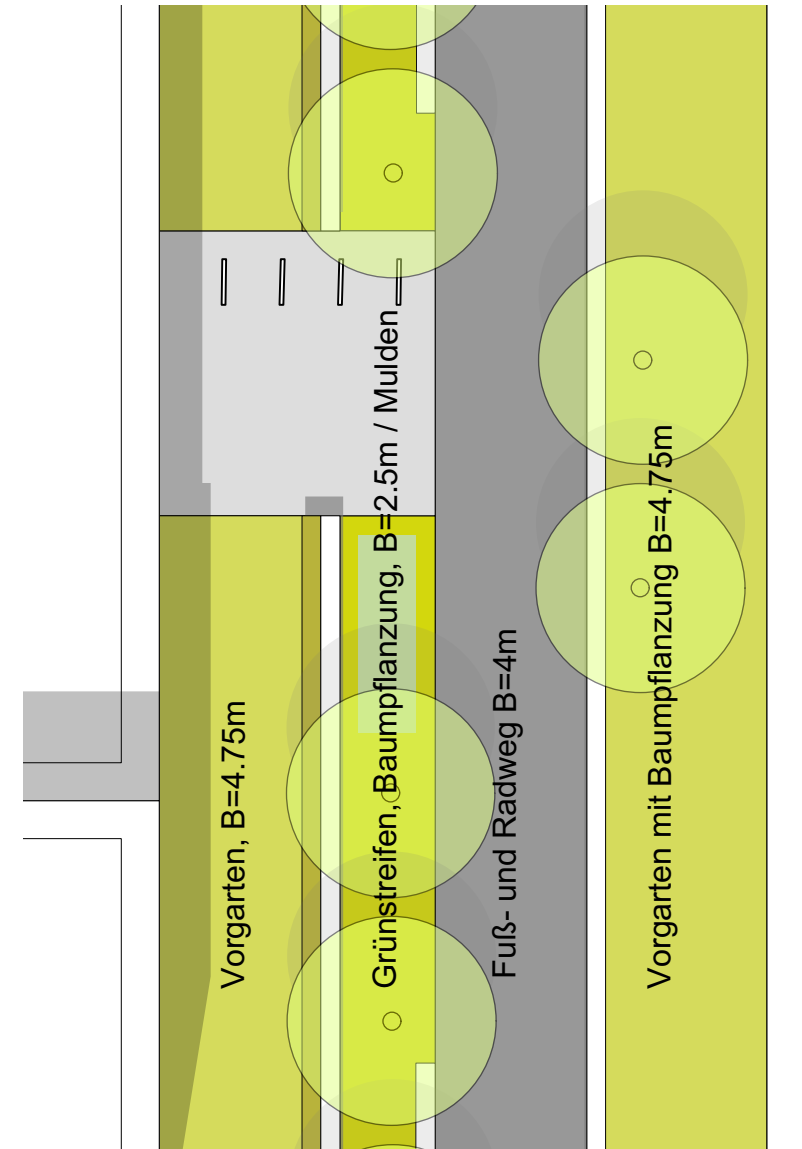 Vorgarten, B=4.75m
Grünstreifen, Baumpflanzung, B=2.5m / Mulden
Fuß- und Radweg B=4m
Vorgarten mit Baumpflanzung B=4.75m